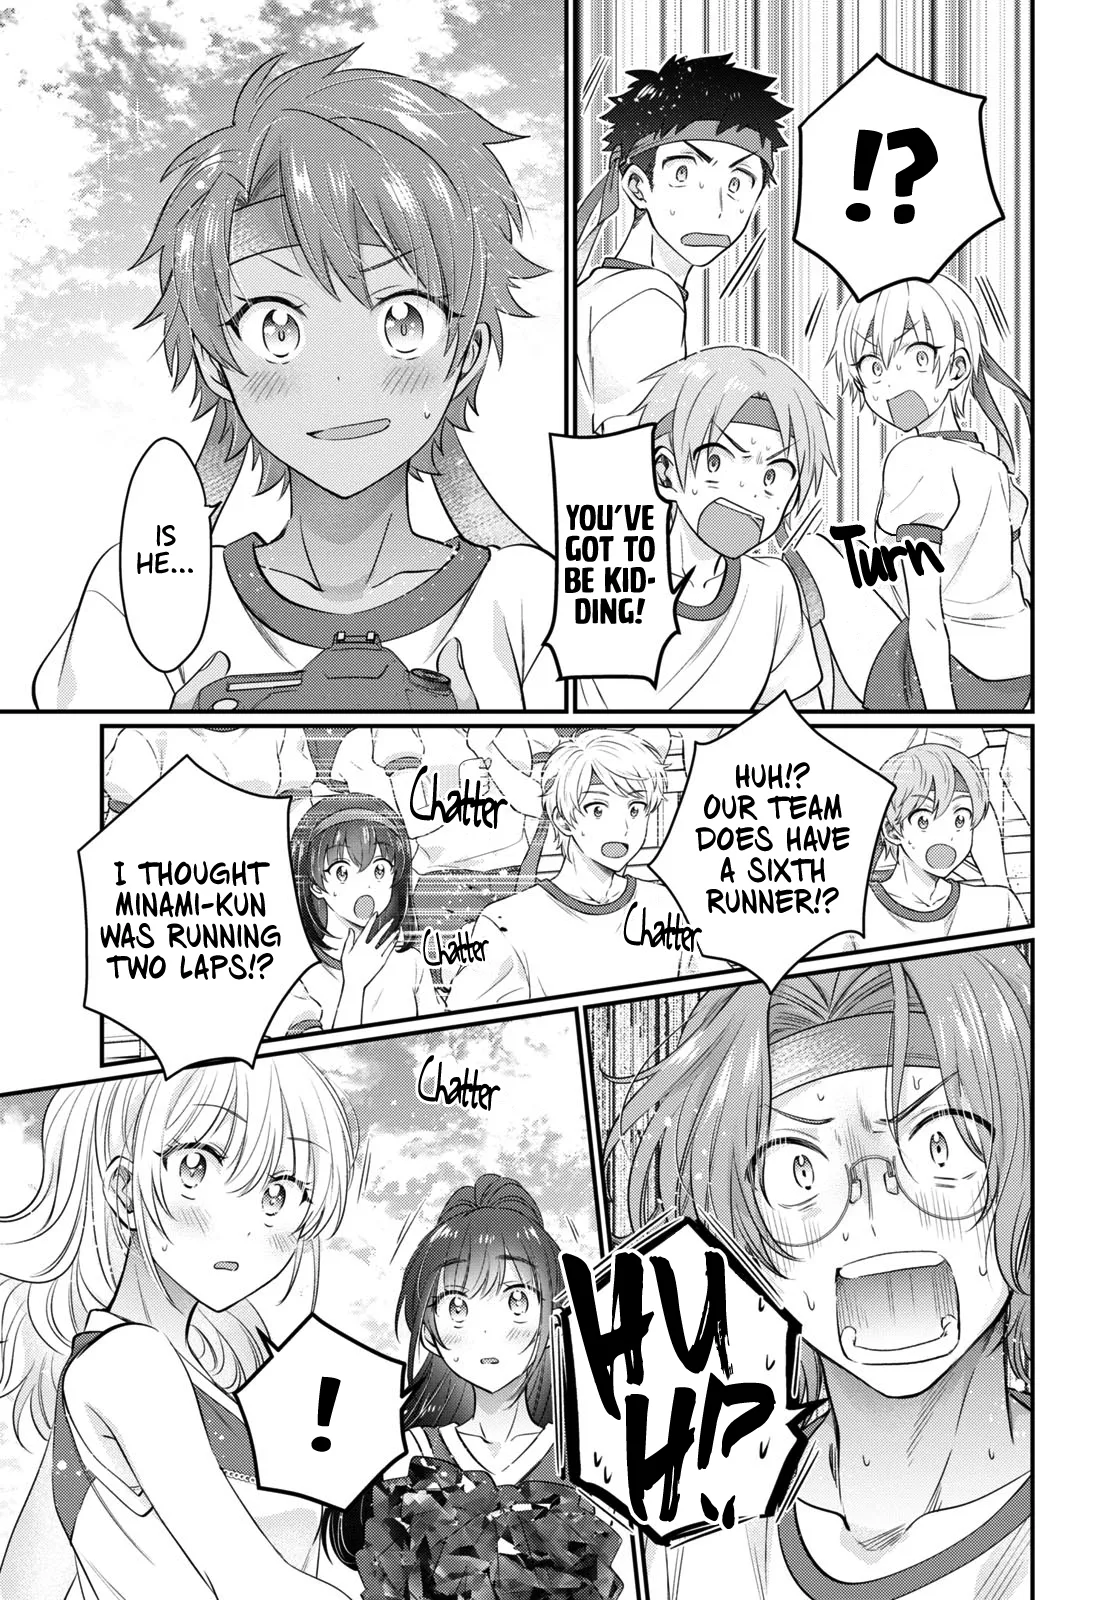 !?
YOU'VE
GOT TO
BE KID-
DING!
Turn
IS
HE...
HUH!?
OUR TEAM
DOES HAVE
A SIXTH
RUNNER!?
Chatter
Chatter
Chatter
I THOUGHT
MINAMI-KUN
WAS RUNNING
TWO LAPS!?
HU
H!?
Chatter
!